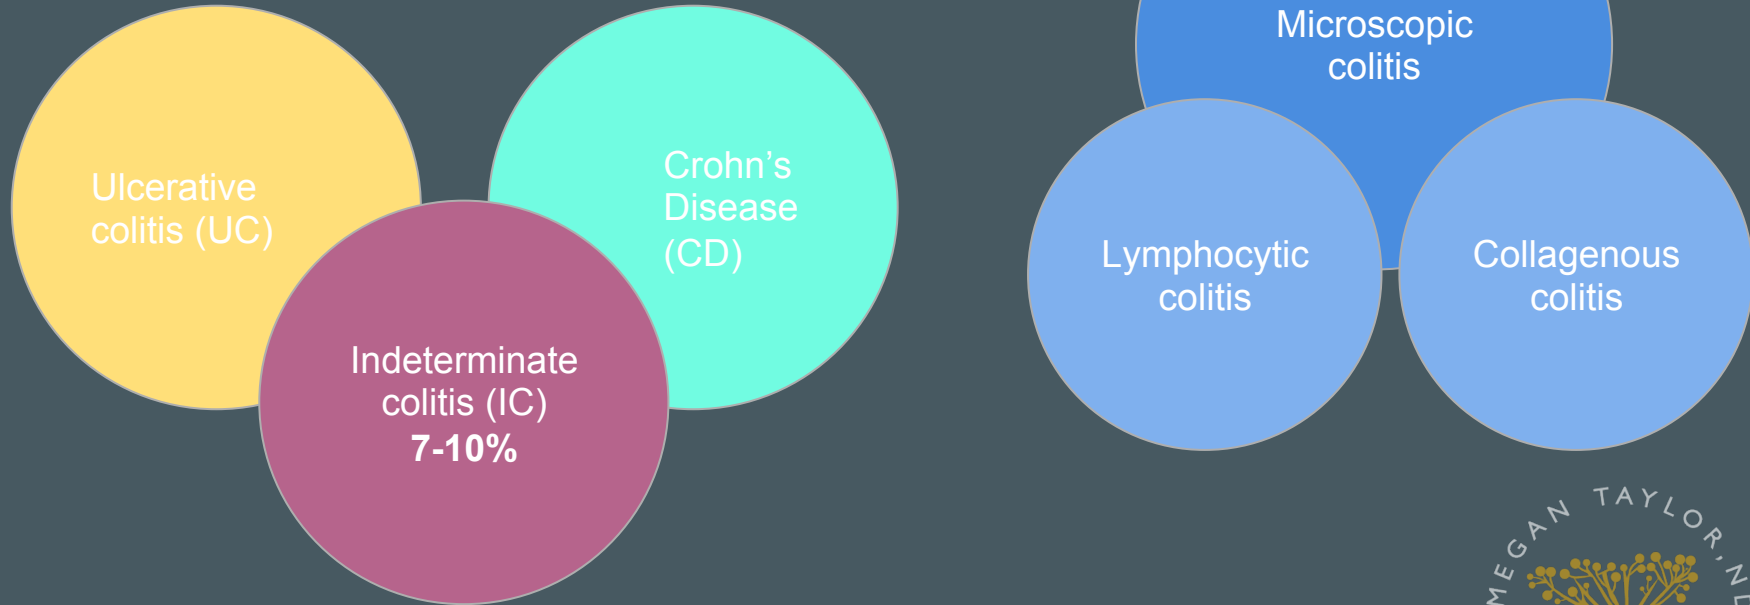 Ulcerative
colitis (UC)
Crohn’s
Disease
(CD)
Indeterminate
colitis (IC)
7-10%
Microscopic
colitis
Lymphocytic
colitis
Collagenous
colitis
MEGAN TAYLOR, ND